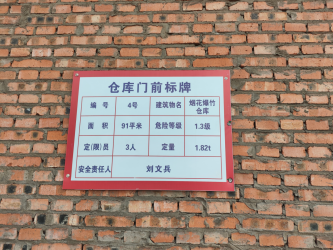 仓库门前标牌
编 号 4号 建筑物名 烟花爆竹仓库
面 积 91平米 危险等级 1.3级
定(限)员 3人 定量 1.82t
安全责任人 刘文兵